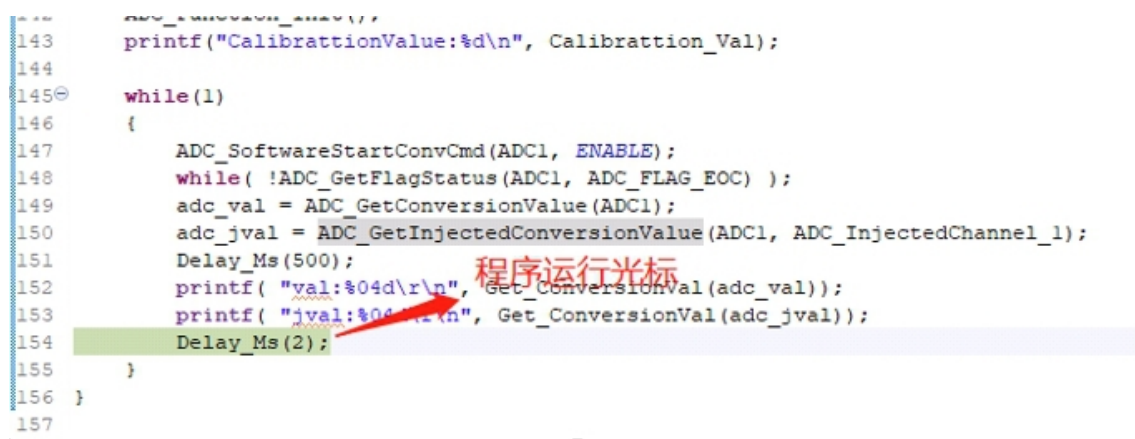 143 printf("CalibrattionValue:%d\n", Calibrattion_Val);
144
145 while(1)
146 {
147 ADC_SoftwareStartConvCmd(ADC1, ENABLE);
148 while( !ADC_GetFlagStatus(ADC1, ADC_FLAG_EOC) );
149 adc_val = ADC_GetConversionValue(ADC1);
150 adc_jval = ADC_GetInjectedConversionValue(ADC1, ADC_InjectedChannel_1);
151 Delay_Ms(500);
程序运行光标
152 printf( "val:%04d\r\n", Get_ConversionVal(adc_val));
153 printf( "jval:%04d\r\n", Get_ConversionVal(adc_jval));
154 Delay_Ms(2);
155 }
156 }
157